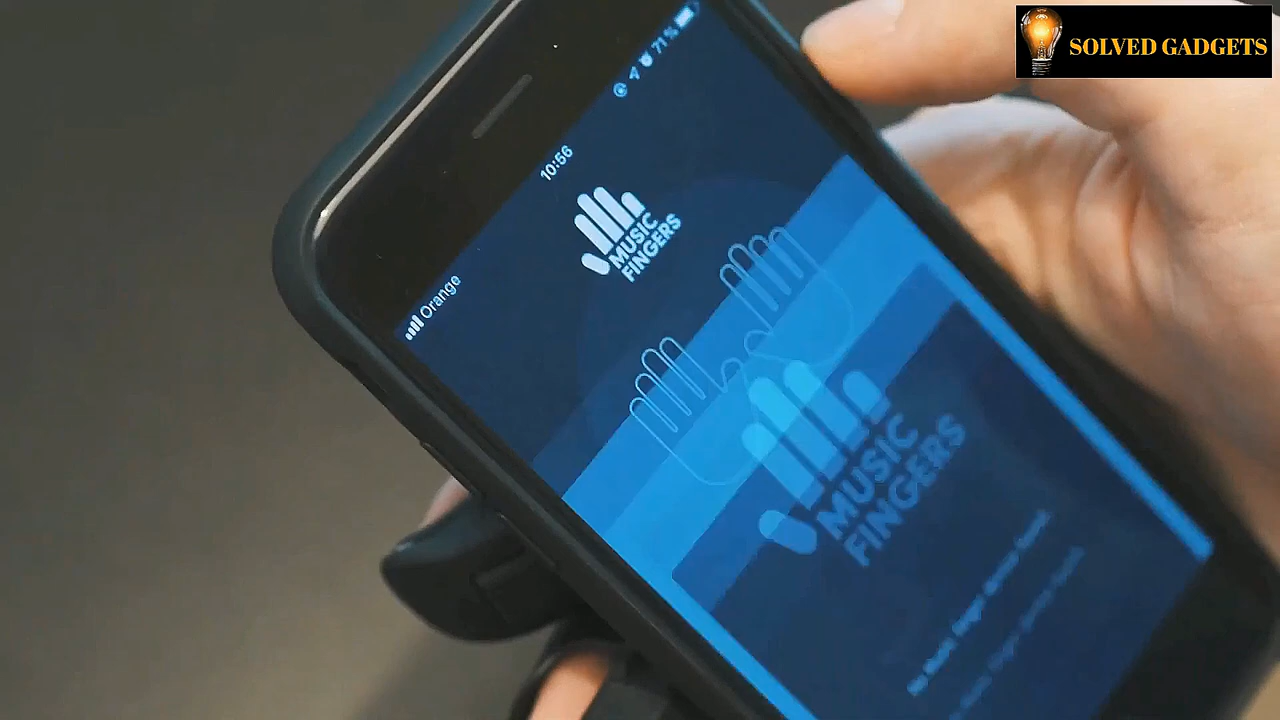 SOLVED GADGETS
71 %
10:56
Orange
MUSIC
FINGERS
MUSIC
FINGERS